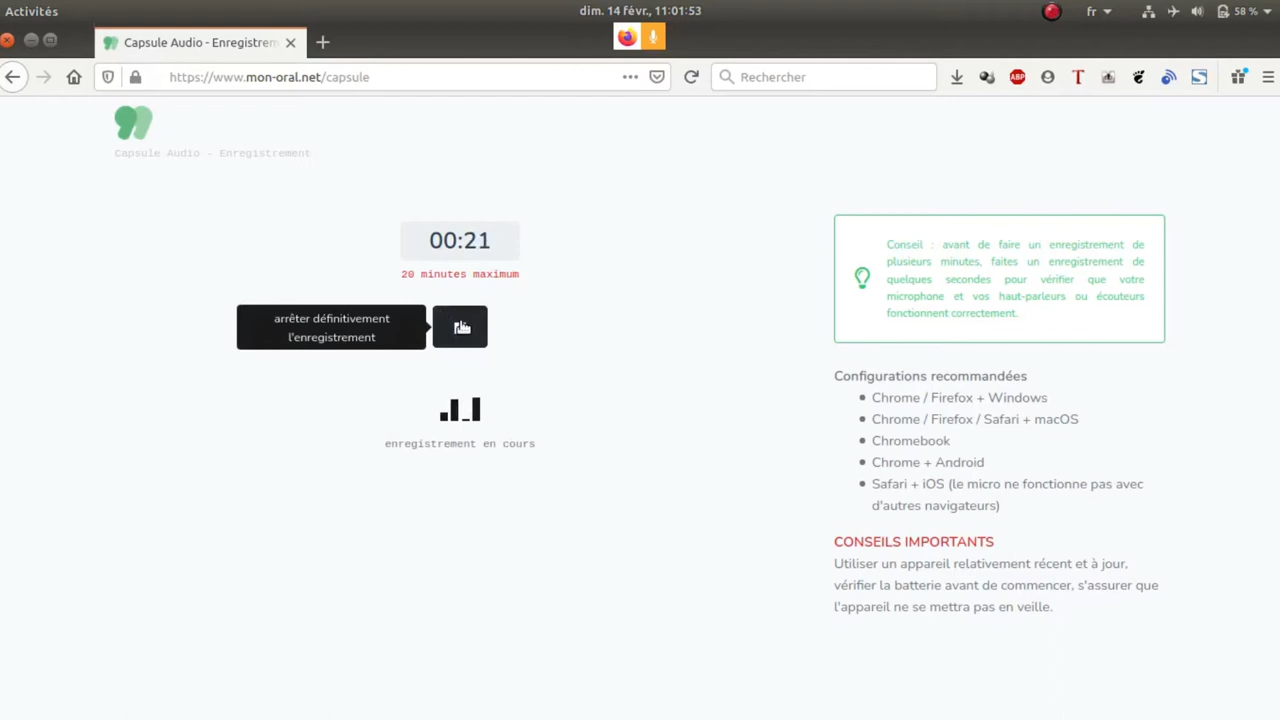 Activités
dim. 14 févr., 11:01:53
fr
58 %
Capsule Audio - Enregistrem
https://www.mon-oral.net/capsule
Rechercher
ABP
T
S
Capsule Audio - Enregistrement
00:21
20 minutes maximum
arrêter définitivement
l'enregistrement
enregistrement en cours
Conseil : avant de faire un enregistrement de
plusieurs minutes, faites un enregistrement de
quelques secondes pour vérifier que votre
microphone et vos haut-parleurs ou écouteurs
fonctionnent correctement.
Configurations recommandées
Chrome / Firefox + Windows
Chrome / Firefox / Safari + macOS
Chromebook
Chrome + Android
Safari + iOS (le micro ne fonctionne pas avec
d'autres navigateurs)
CONSEILS IMPORTANTS
Utiliser un appareil relativement récent et à jour,
vérifier la batterie avant de commencer, s'assurer que
l'appareil ne se mettra pas en veille.